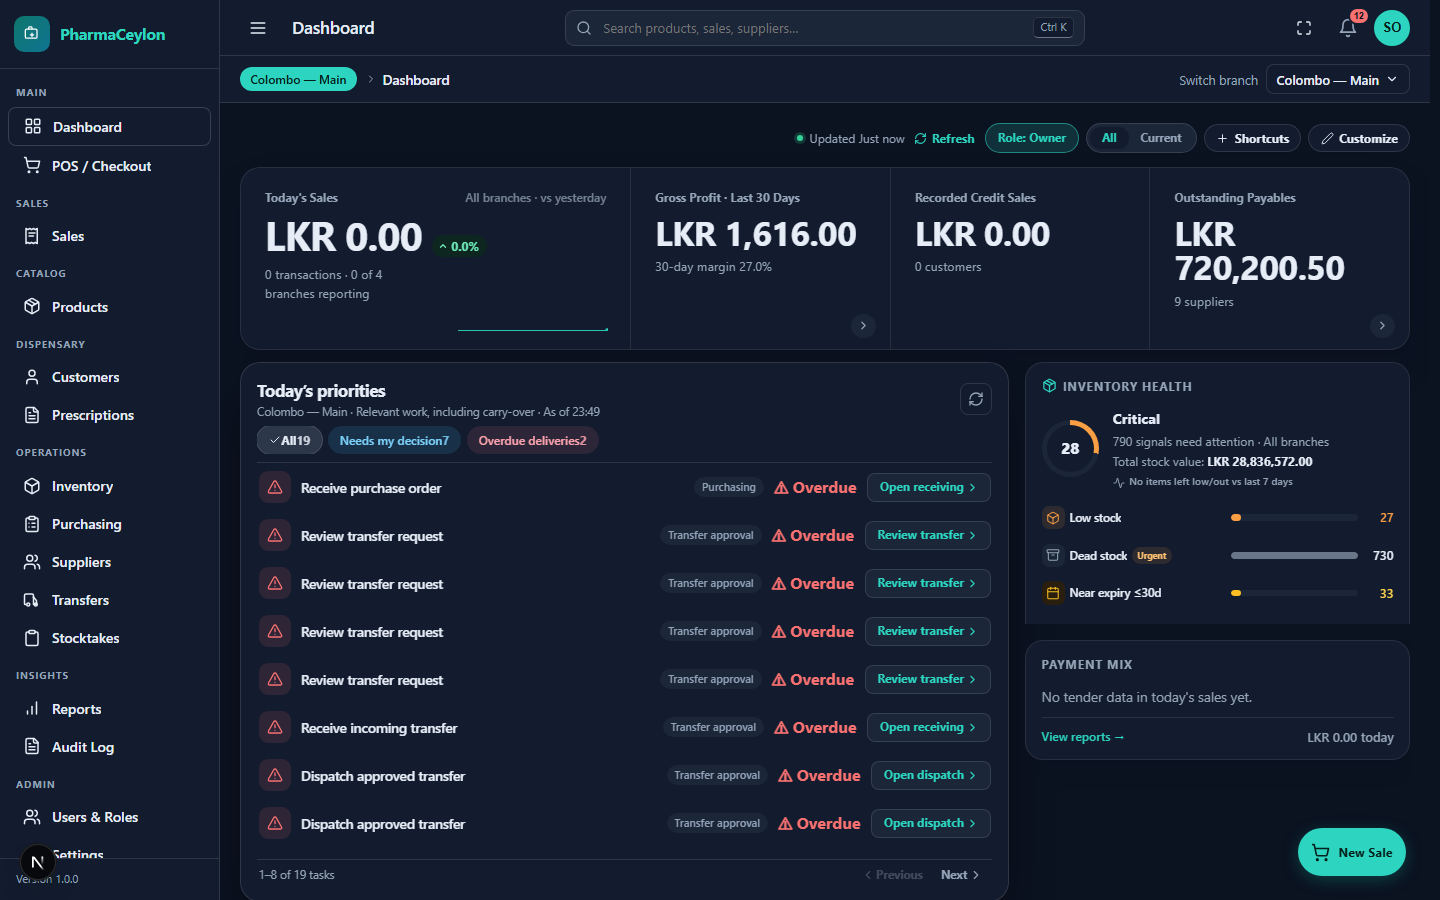 PharmaCeylon
Dashboard
Search products, sales, suppliers...
Ctrl K
12
SO
Colombo — Main
Dashboard
Switch branch
Colombo — Main
MAIN
Dashboard
POS / Checkout
SALES
Sales
CATALOG
Products
DISPENSARY
Customers
Prescriptions
OPERATIONS
Inventory
Purchasing
Suppliers
Transfers
Stocktakes
INSIGHTS
Reports
Audit Log
ADMIN
Users & Roles
Settings
N
Version 1.0.0
Updated Just now
Refresh
Role: Owner
All
Current
Shortcuts
Customize
Today's Sales
All branches · vs yesterday
LKR 0.00
0.0%
0 transactions · 0 of 4
branches reporting
Gross Profit · Last 30 Days
LKR 1,616.00
30-day margin 27.0%
Recorded Credit Sales
LKR 0.00
0 customers
Outstanding Payables
LKR
720,200.50
9 suppliers
Today's priorities
Colombo — Main · Relevant work, including carry-over · As of 23:49
All19
Needs my decision7
Overdue deliveries2
Receive purchase order Purchasing Overdue Open receiving
Review transfer request Transfer approval Overdue Review transfer
Review transfer request Transfer approval Overdue Review transfer
Review transfer request Transfer approval Overdue Review transfer
Review transfer request Transfer approval Overdue Review transfer
Receive incoming transfer Transfer approval Overdue Open receiving
Dispatch approved transfer Transfer approval Overdue Open dispatch
Dispatch approved transfer Transfer approval Overdue Open dispatch
1–8 of 19 tasks
Previous
Next
INVENTORY HEALTH
28
Critical
790 signals need attention · All branches
Total stock value: LKR 28,836,572.00
No items left low/out vs last 7 days
Low stock 27
Dead stock Urgent 730
Near expiry ≤30d 33
PAYMENT MIX
No tender data in today's sales yet.
View reports →
LKR 0.00 today
New Sale